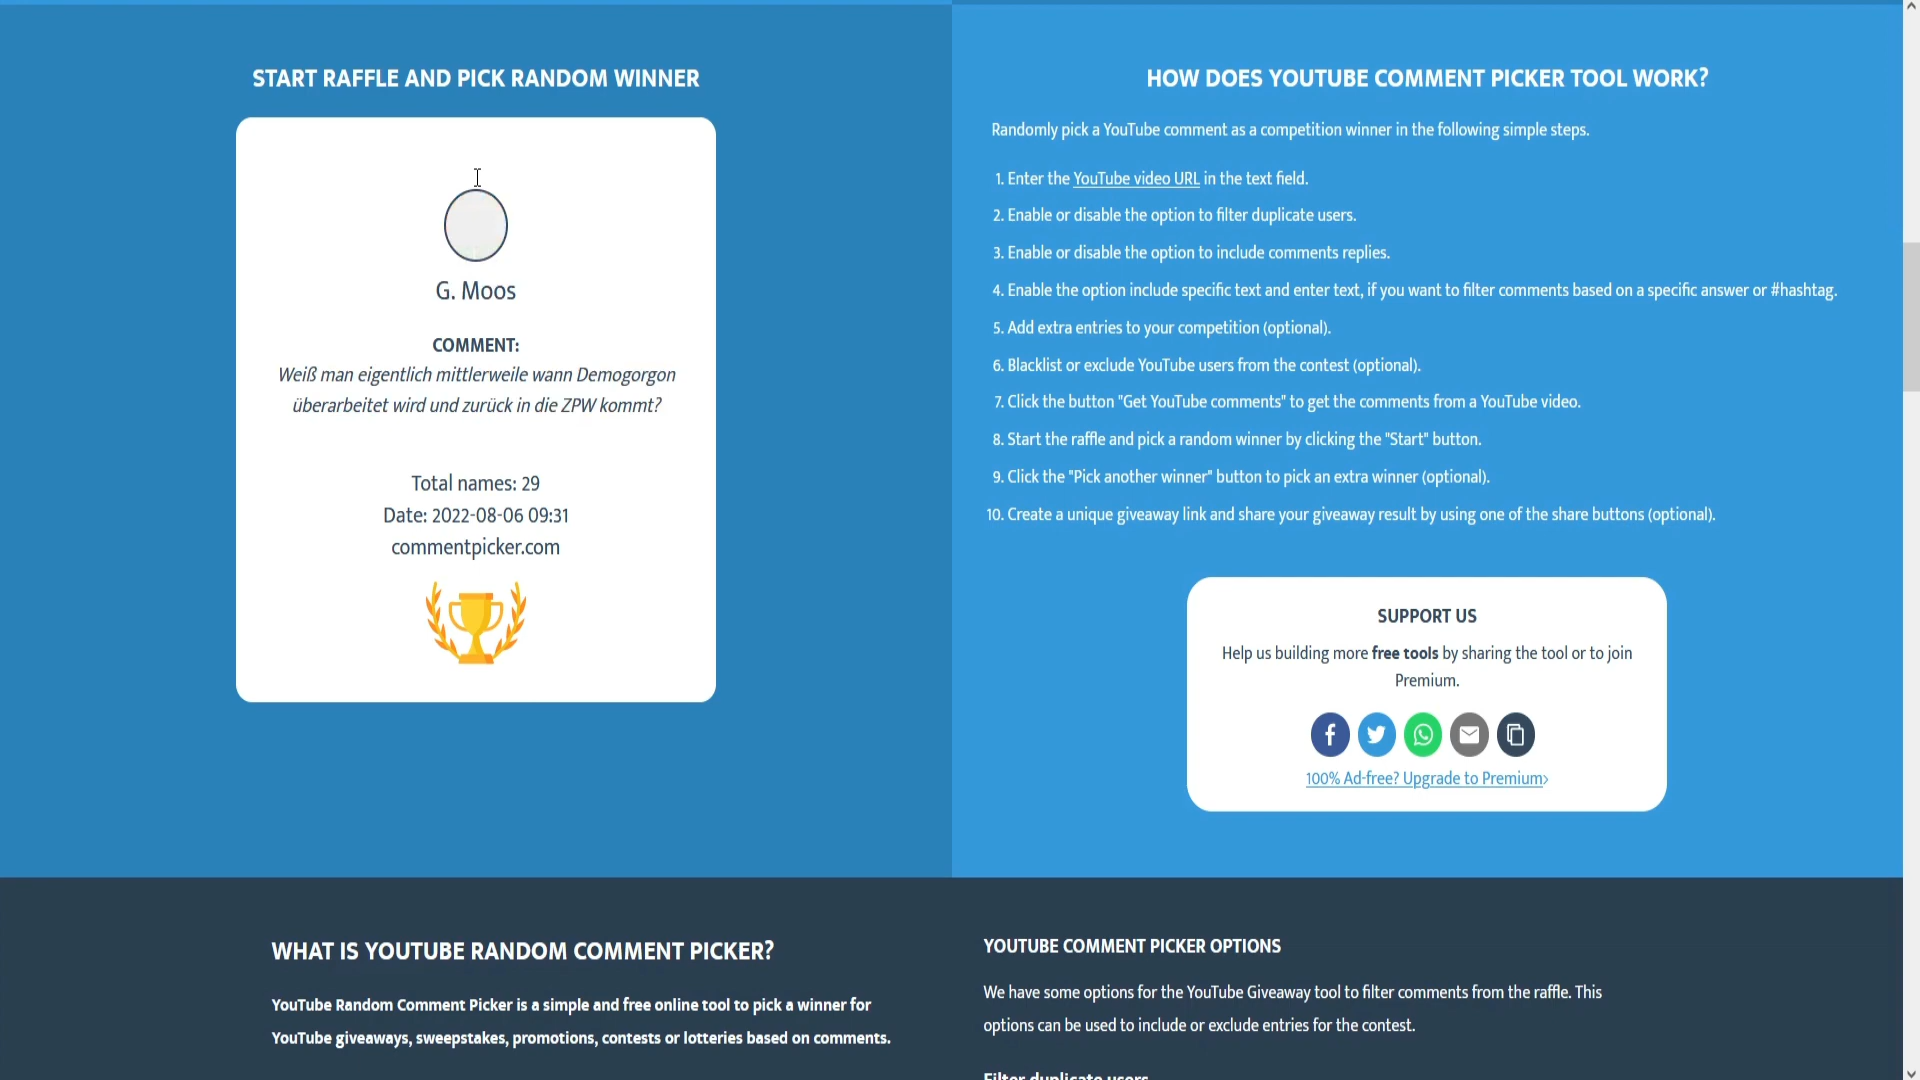 START RAFFLE AND PICK RANDOM WINNER
G. Moos
COMMENT:
Weiß man eigentlich mittlerweile wann Demogorgon
überarbeitet wird und zurück in die ZPW kommt?
Total names: 29
Date: 2022-08-06 09:31
commentpicker.com
HOW DOES YOUTUBE COMMENT PICKER TOOL WORK?
Randomly pick a YouTube comment as a competition winner in the following simple steps.
1. Enter the YouTube video URL in the text field.
2. Enable or disable the option to filter duplicate users.
3. Enable or disable the option to include comments replies.
4. Enable the option include specific text and enter text, if you want to filter comments based on a specific answer or #hashtag.
5. Add extra entries to your competition (optional).
6. Blacklist or exclude YouTube users from the contest (optional).
7. Click the button "Get YouTube comments" to get the comments from a YouTube video.
8. Start the raffle and pick a random winner by clicking the "Start" button.
9. Click the "Pick another winner" button to pick an extra winner (optional).
10. Create a unique giveaway link and share your giveaway result by using one of the share buttons (optional).
SUPPORT US
Help us building more free tools by sharing the tool or to join
Premium.
100% Ad-free? Upgrade to Premium›
WHAT IS YOUTUBE RANDOM COMMENT PICKER?
YouTube Random Comment Picker is a simple and free online tool to pick a winner for
YouTube giveaways, sweepstakes, promotions, contests or lotteries based on comments.
YOUTUBE COMMENT PICKER OPTIONS
We have some options for the YouTube Giveaway tool to filter comments from the raffle. This
options can be used to include or exclude entries for the contest.
Filter duplicate users